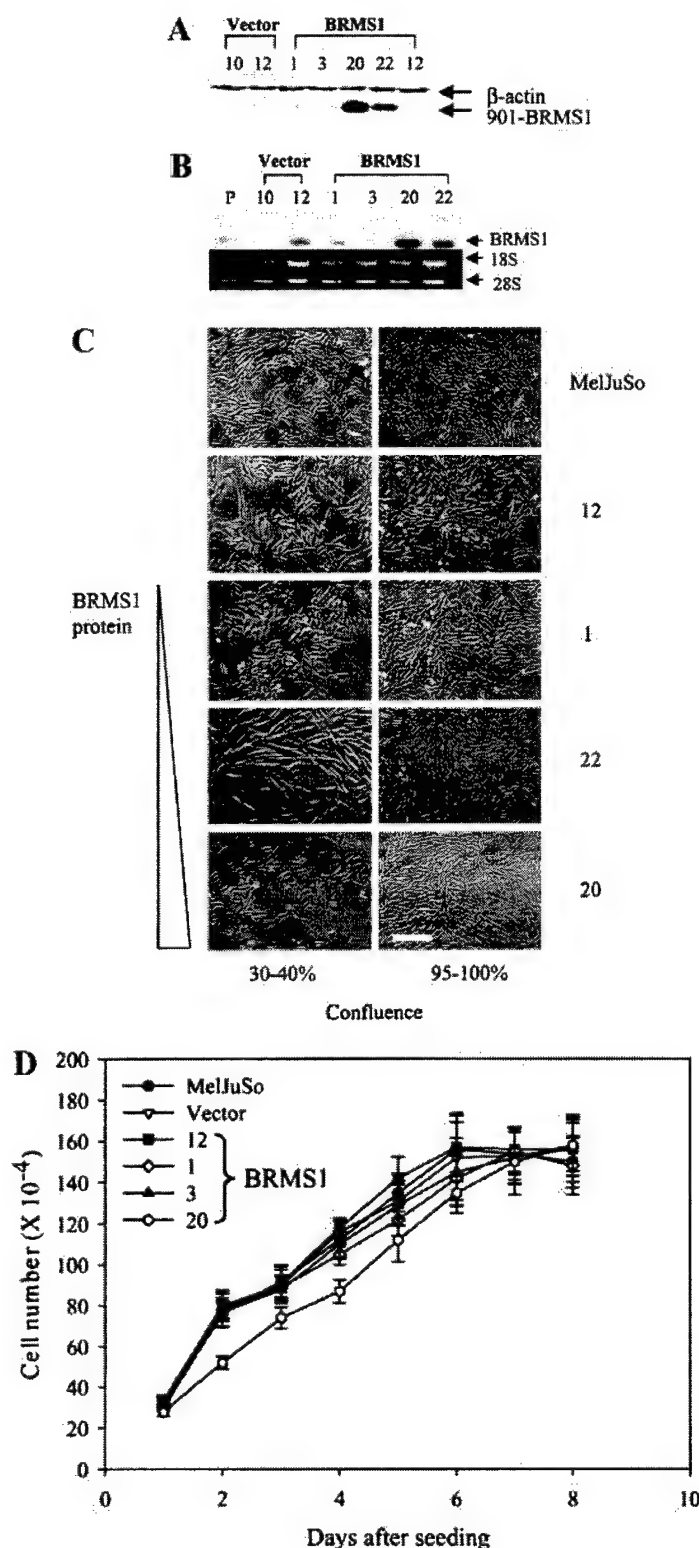 A
Vector BRMS1
10 12 1 3 20 22 12
β-actin
901-BRMS1
B
Vector BRMS1
P 10 12 1 3 20 22
BRMS1
18S
28S
C
MelJuSo
12
BRMS1
protein
1
22
20
30-40% 95-100%
Confluence
D
200
180
160
140
120
100
80
60
40
20
0
Cell number (X 10⁻⁴)
MelJuSo
Vector
12
1
3
20
BRMS1
0 2 4 6 8 10
Days after seeding